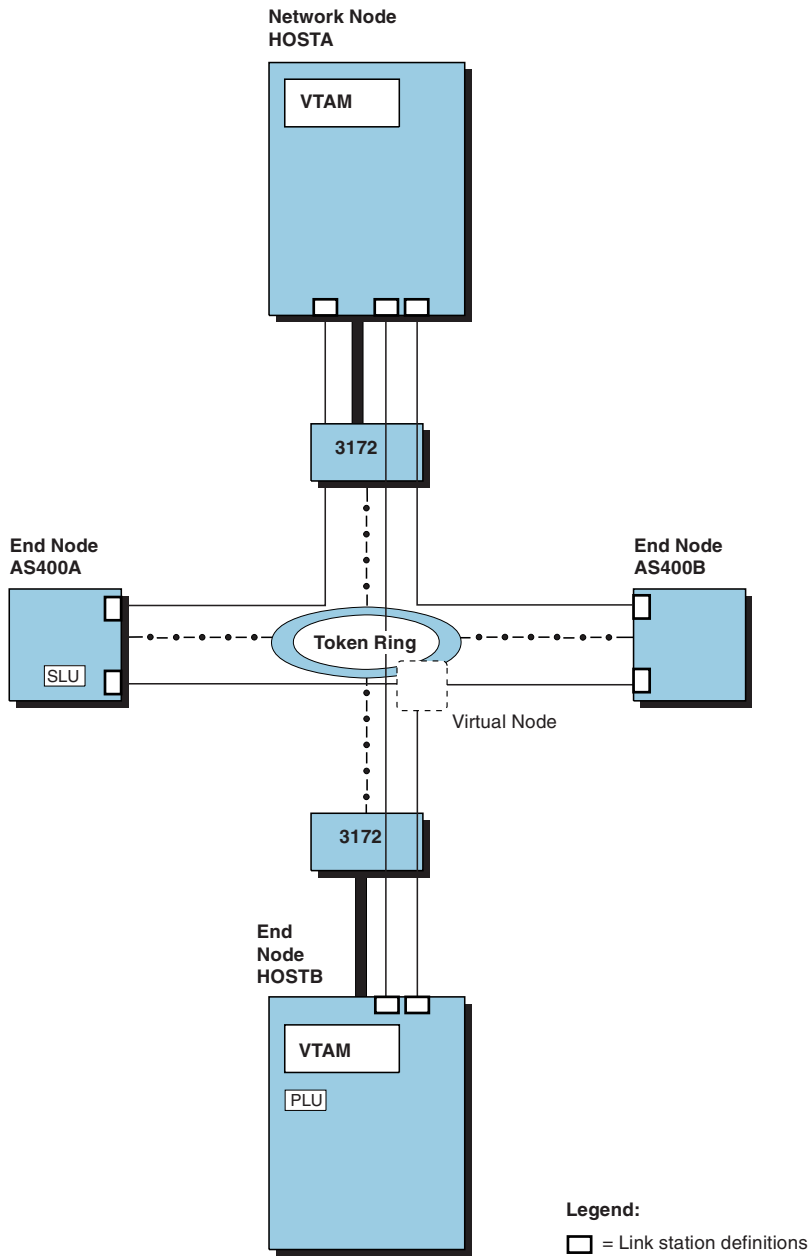 Network Node
HOSTA
VTAM
3172
End Node
AS400A
End Node
AS400B
Token Ring
SLU
Virtual Node
3172
End
Node
HOSTB
VTAM
PLU
Legend:
= Link station definitions